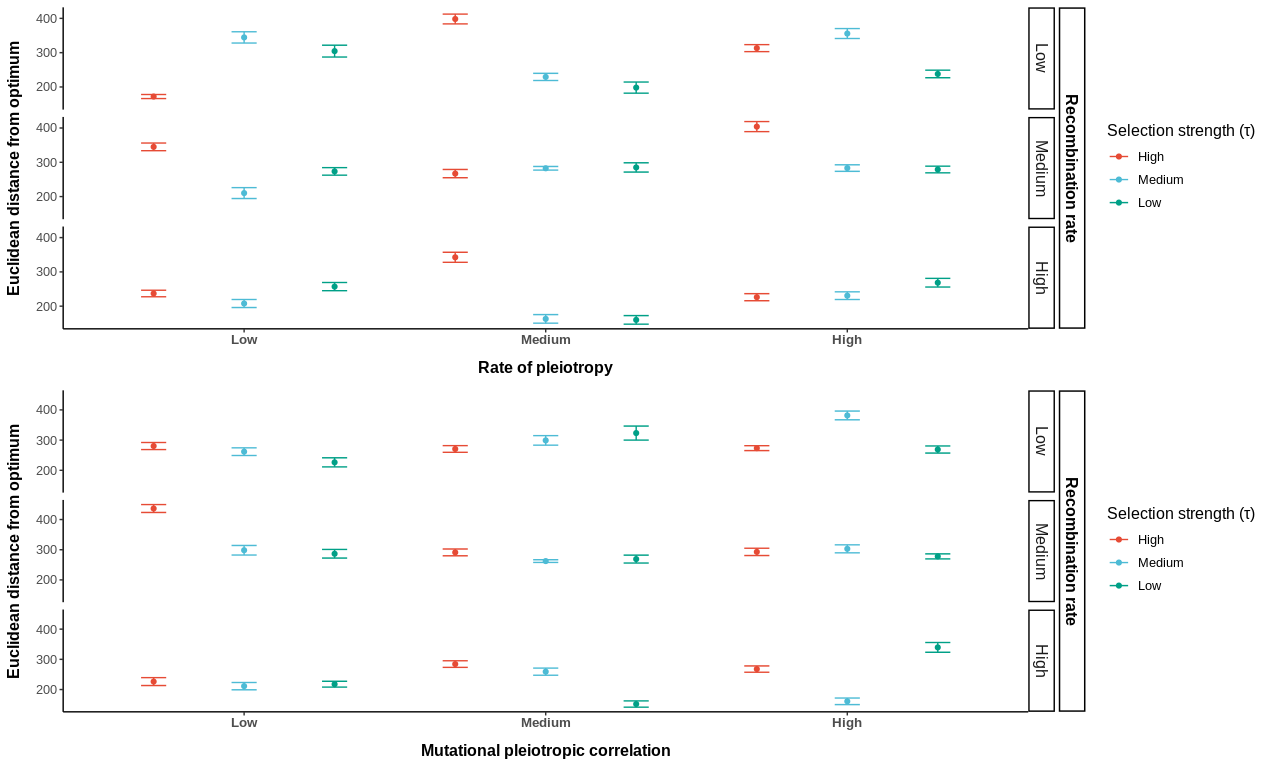 Euclidean distance from optimum
400
300
200
400
300
200
400
300
200
Low
Medium
High
Rate of pleiotropy
Low
Medium
High
Recombination rate
Selection strength (τ)
High
Medium
Low
Euclidean distance from optimum
400
300
200
400
300
200
400
300
200
Low
Medium
High
Mutational pleiotropic correlation
Low
Medium
High
Recombination rate
Selection strength (τ)
High
Medium
Low